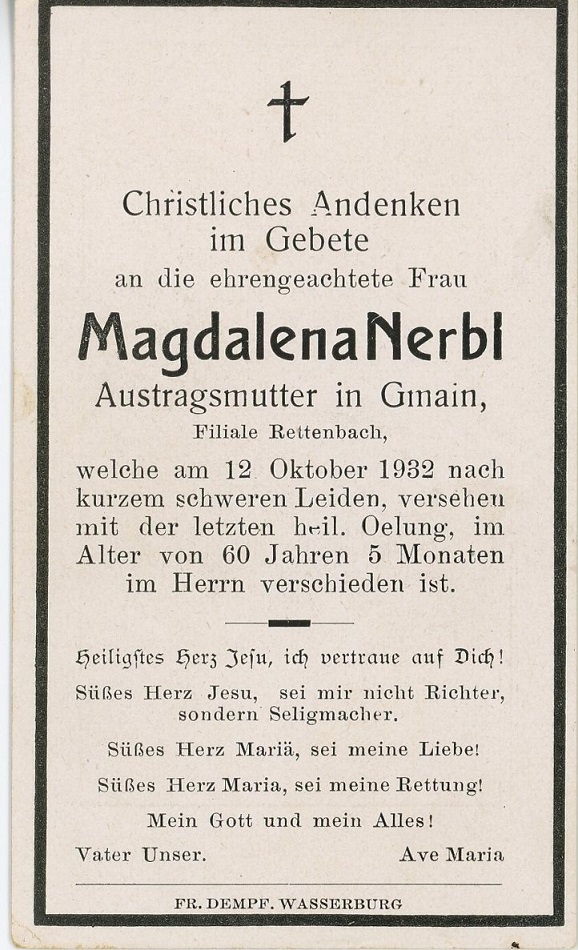 Christliches Andenken
im Gebete
an die ehrengeachtete Frau
Magdalena Nerbl
Austragsmutter in Gmain,
Filiale Rettenbach,
welche am 12. Oktober 1932 nach
kurzem schweren Leiden, versehen
mit der letzten heil. Oelung, im
Alter von 60 Jahren 5 Monaten
im Herrn verschieden ist.
Heiligstes Herz Jesu, ich vertraue auf Dich!
Süßes Herz Jesu, sei mir nicht Richter,
sondern Seligmacher.
Süßes Herz Mariä, sei meine Liebe!
Süßes Herz Maria, sei meine Rettung!
Mein Gott und mein Alles!
Vater Unser. Ave Maria
FR. DEMPF. WASSERBURG